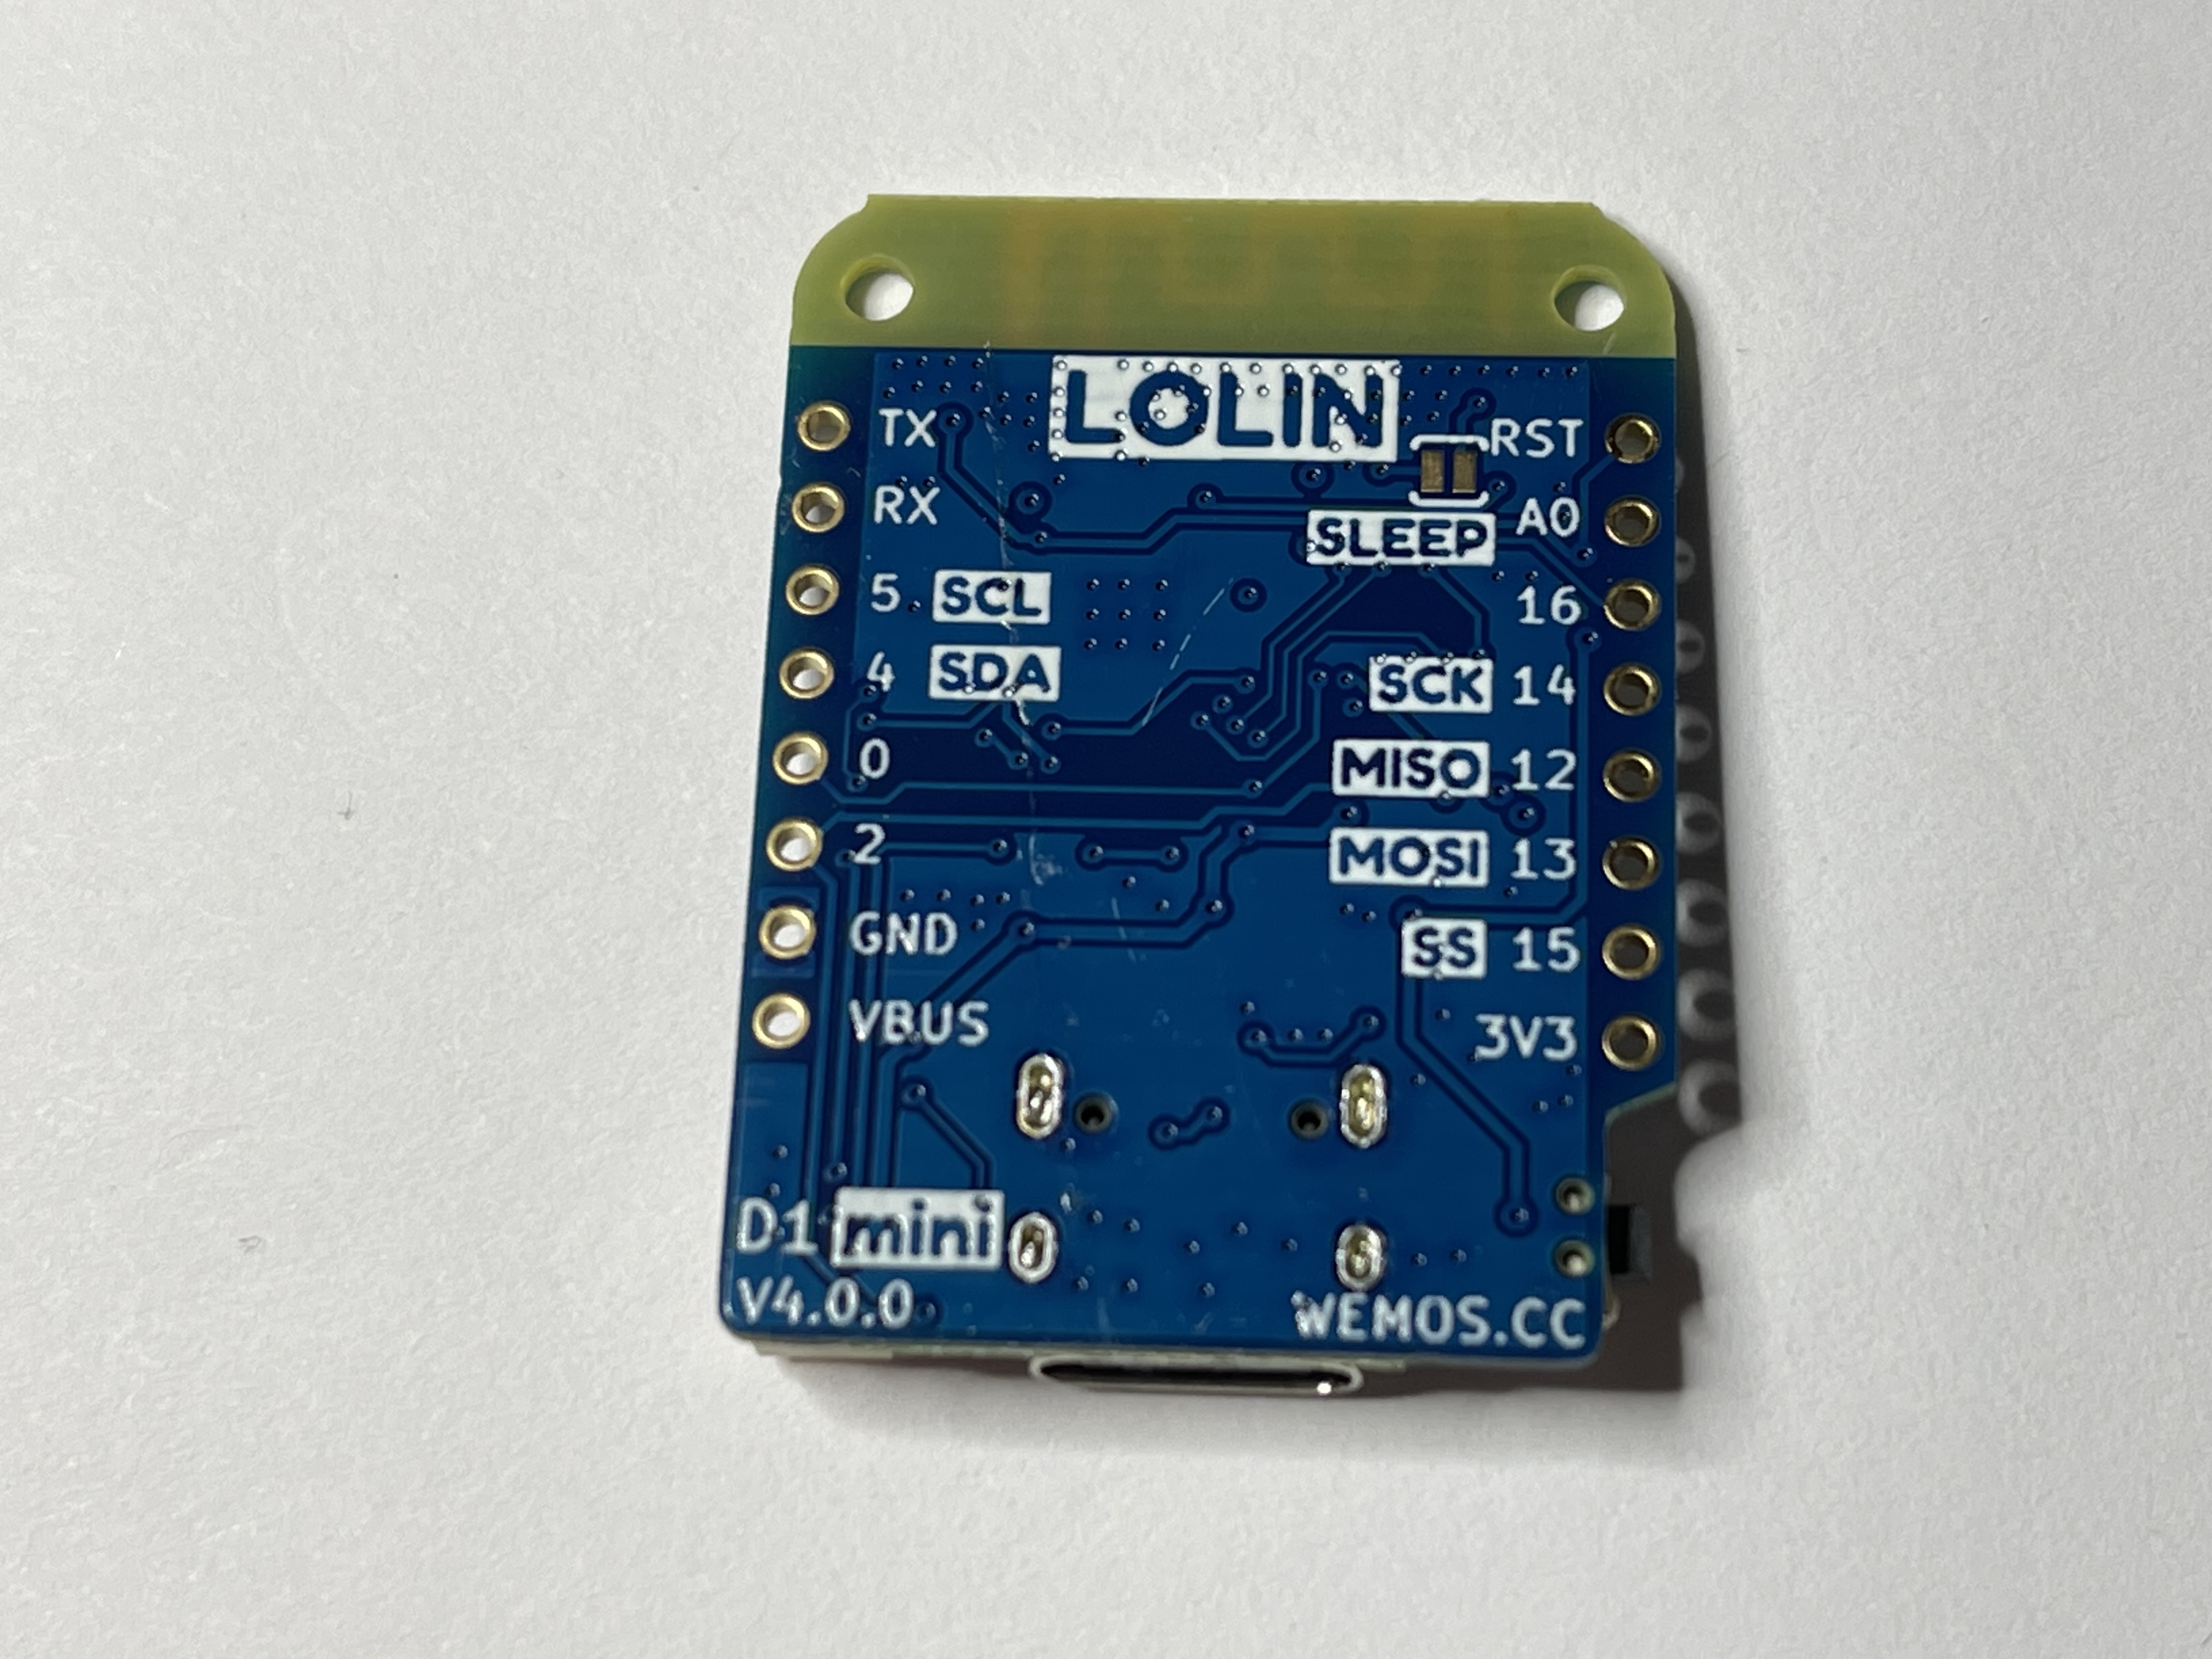 LOLIN
TX
RST
RX
A0
SLEEP
5 SCL
16
4 SDA
SCK 14
0
MISO 12
2
MOSI 13
GND
SS 15
VBUS
3V3
D1 mini
V4.0.0
WEMOS.CC